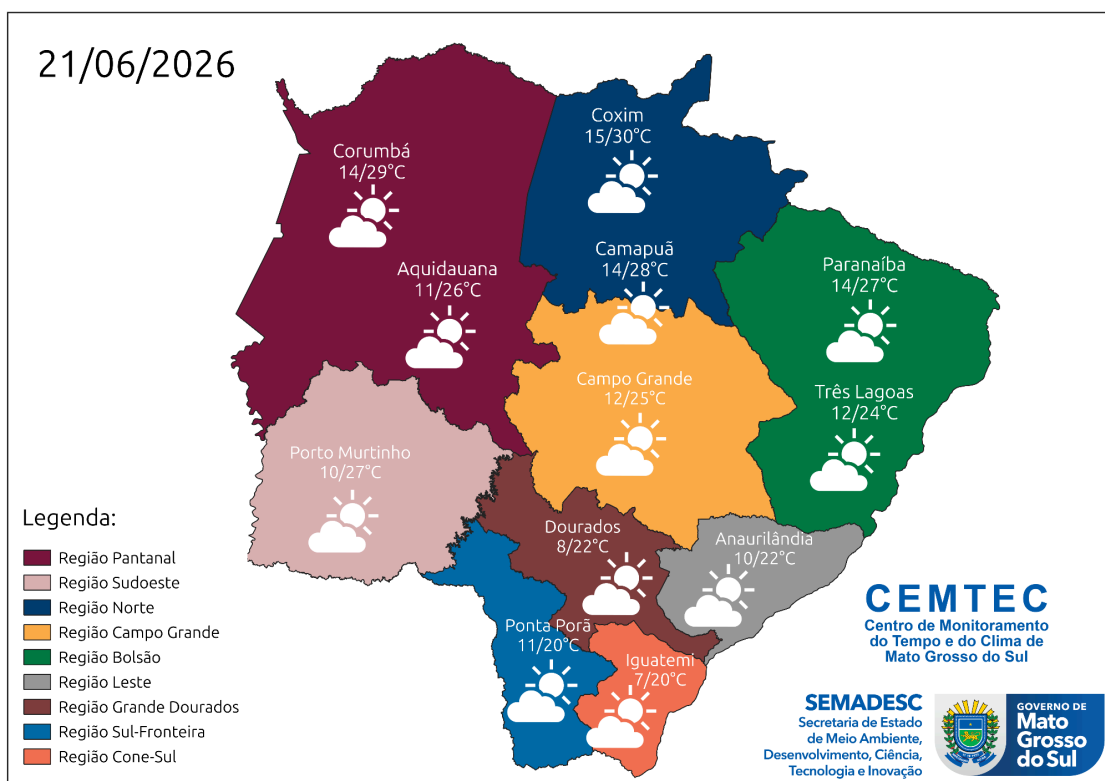 21/06/2026
Coxim
15/30°C
Corumbá
14/29°C
Camapuã
14/28°C
Aquidauana
11/26°C
Paranaíba
14/27°C
Campo Grande
12/25°C
Três Lagoas
12/24°C
Porto Murtinho
10/27°C
Dourados
8/22°C
Anaurilândia
10/22°C
Ponta Porã
11/20°C
Iguatemi
7/20°C
Legenda:
Região Pantanal
Região Sudoeste
Região Norte
Região Campo Grande
Região Bolsão
Região Leste
Região Grande Dourados
Região Sul-Fronteira
Região Cone-Sul
CEMTEC
Centro de Monitoramento
do Tempo e do Clima de
Mato Grosso do Sul
SEMADESC
Secretaria de Estado
de Meio Ambiente,
Desenvolvimento, Ciência,
Tecnologia e Inovação
GOVERNO DE
Mato
Grosso
do Sul